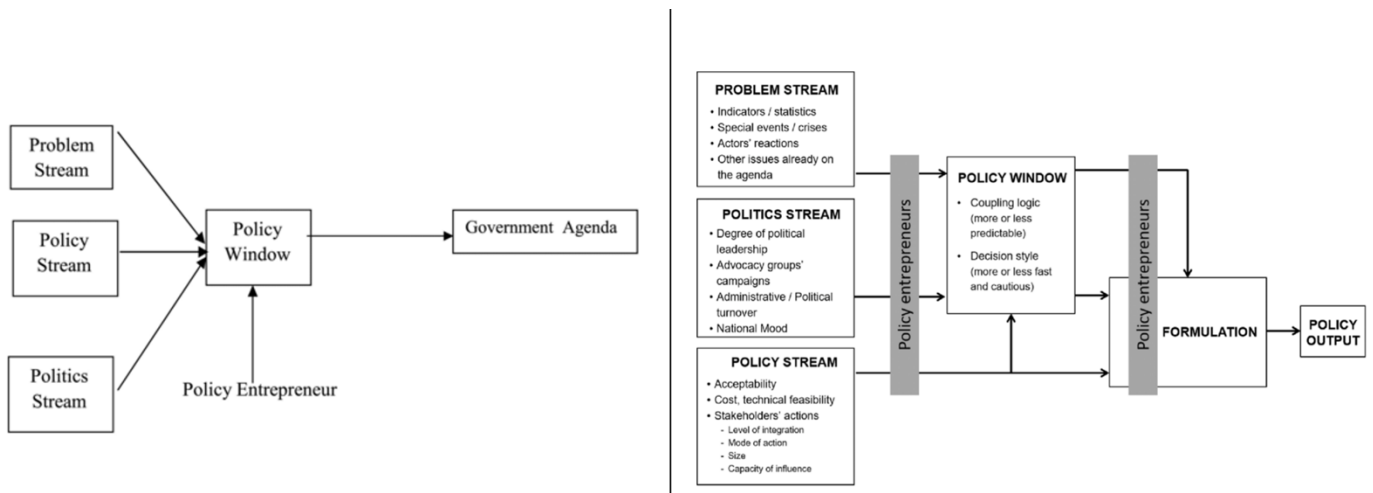 Problem
Stream
Policy
Stream
Politics
Stream
Policy
Window
Policy Entrepreneur
Government Agenda
PROBLEM STREAM
• Indicators / statistics
• Special events / crises
• Actors' reactions
• Other issues already on
the agenda
POLITICS STREAM
• Degree of political
leadership
• Advocacy groups'
campaigns
• Administrative / Political
turnover
• National Mood
POLICY STREAM
• Acceptability
• Cost, technical feasibility
• Stakeholders' actions
- Level of integration
- Mode of action
- Size
- Capacity of influence
Policy entrepreneurs
POLICY WINDOW
• Coupling logic
(more or less
predictable)
• Decision style
(more or less fast
and cautious)
Policy entrepreneurs
FORMULATION
POLICY
OUTPUT